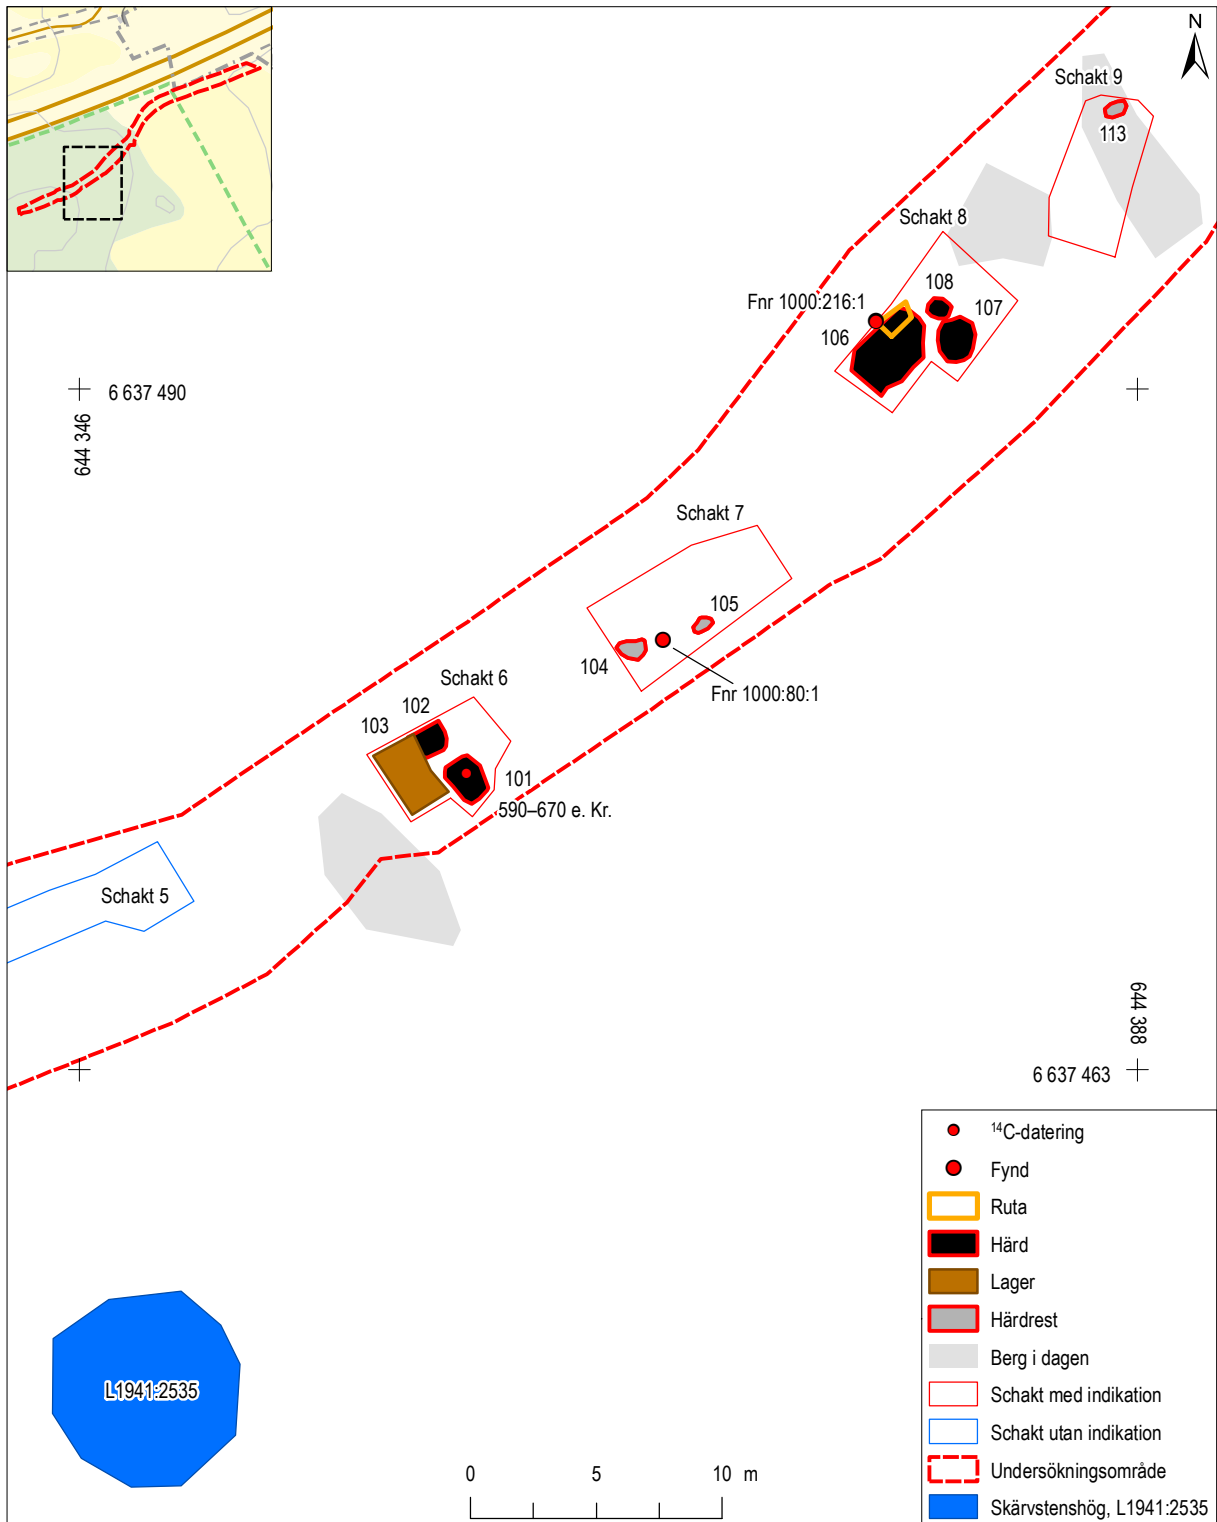 N
Schakt 9
113
Schakt 8
108
Fnr 1000:216:1
107
106
6 637 490
644 346
Schakt 7
105
104
Fnr 1000:80:1
Schakt 6
102
103
101
590–670 e. Kr.
Schakt 5
644 388
6 637 463
¹⁴C-datering
Fynd
Ruta
Härd
Lager
Härdrest
Berg i dagen
Schakt med indikation
Schakt utan indikation
Undersökningsområde
Skärvstenshög, L1941:2535
L1941:2535
0 5 10 m